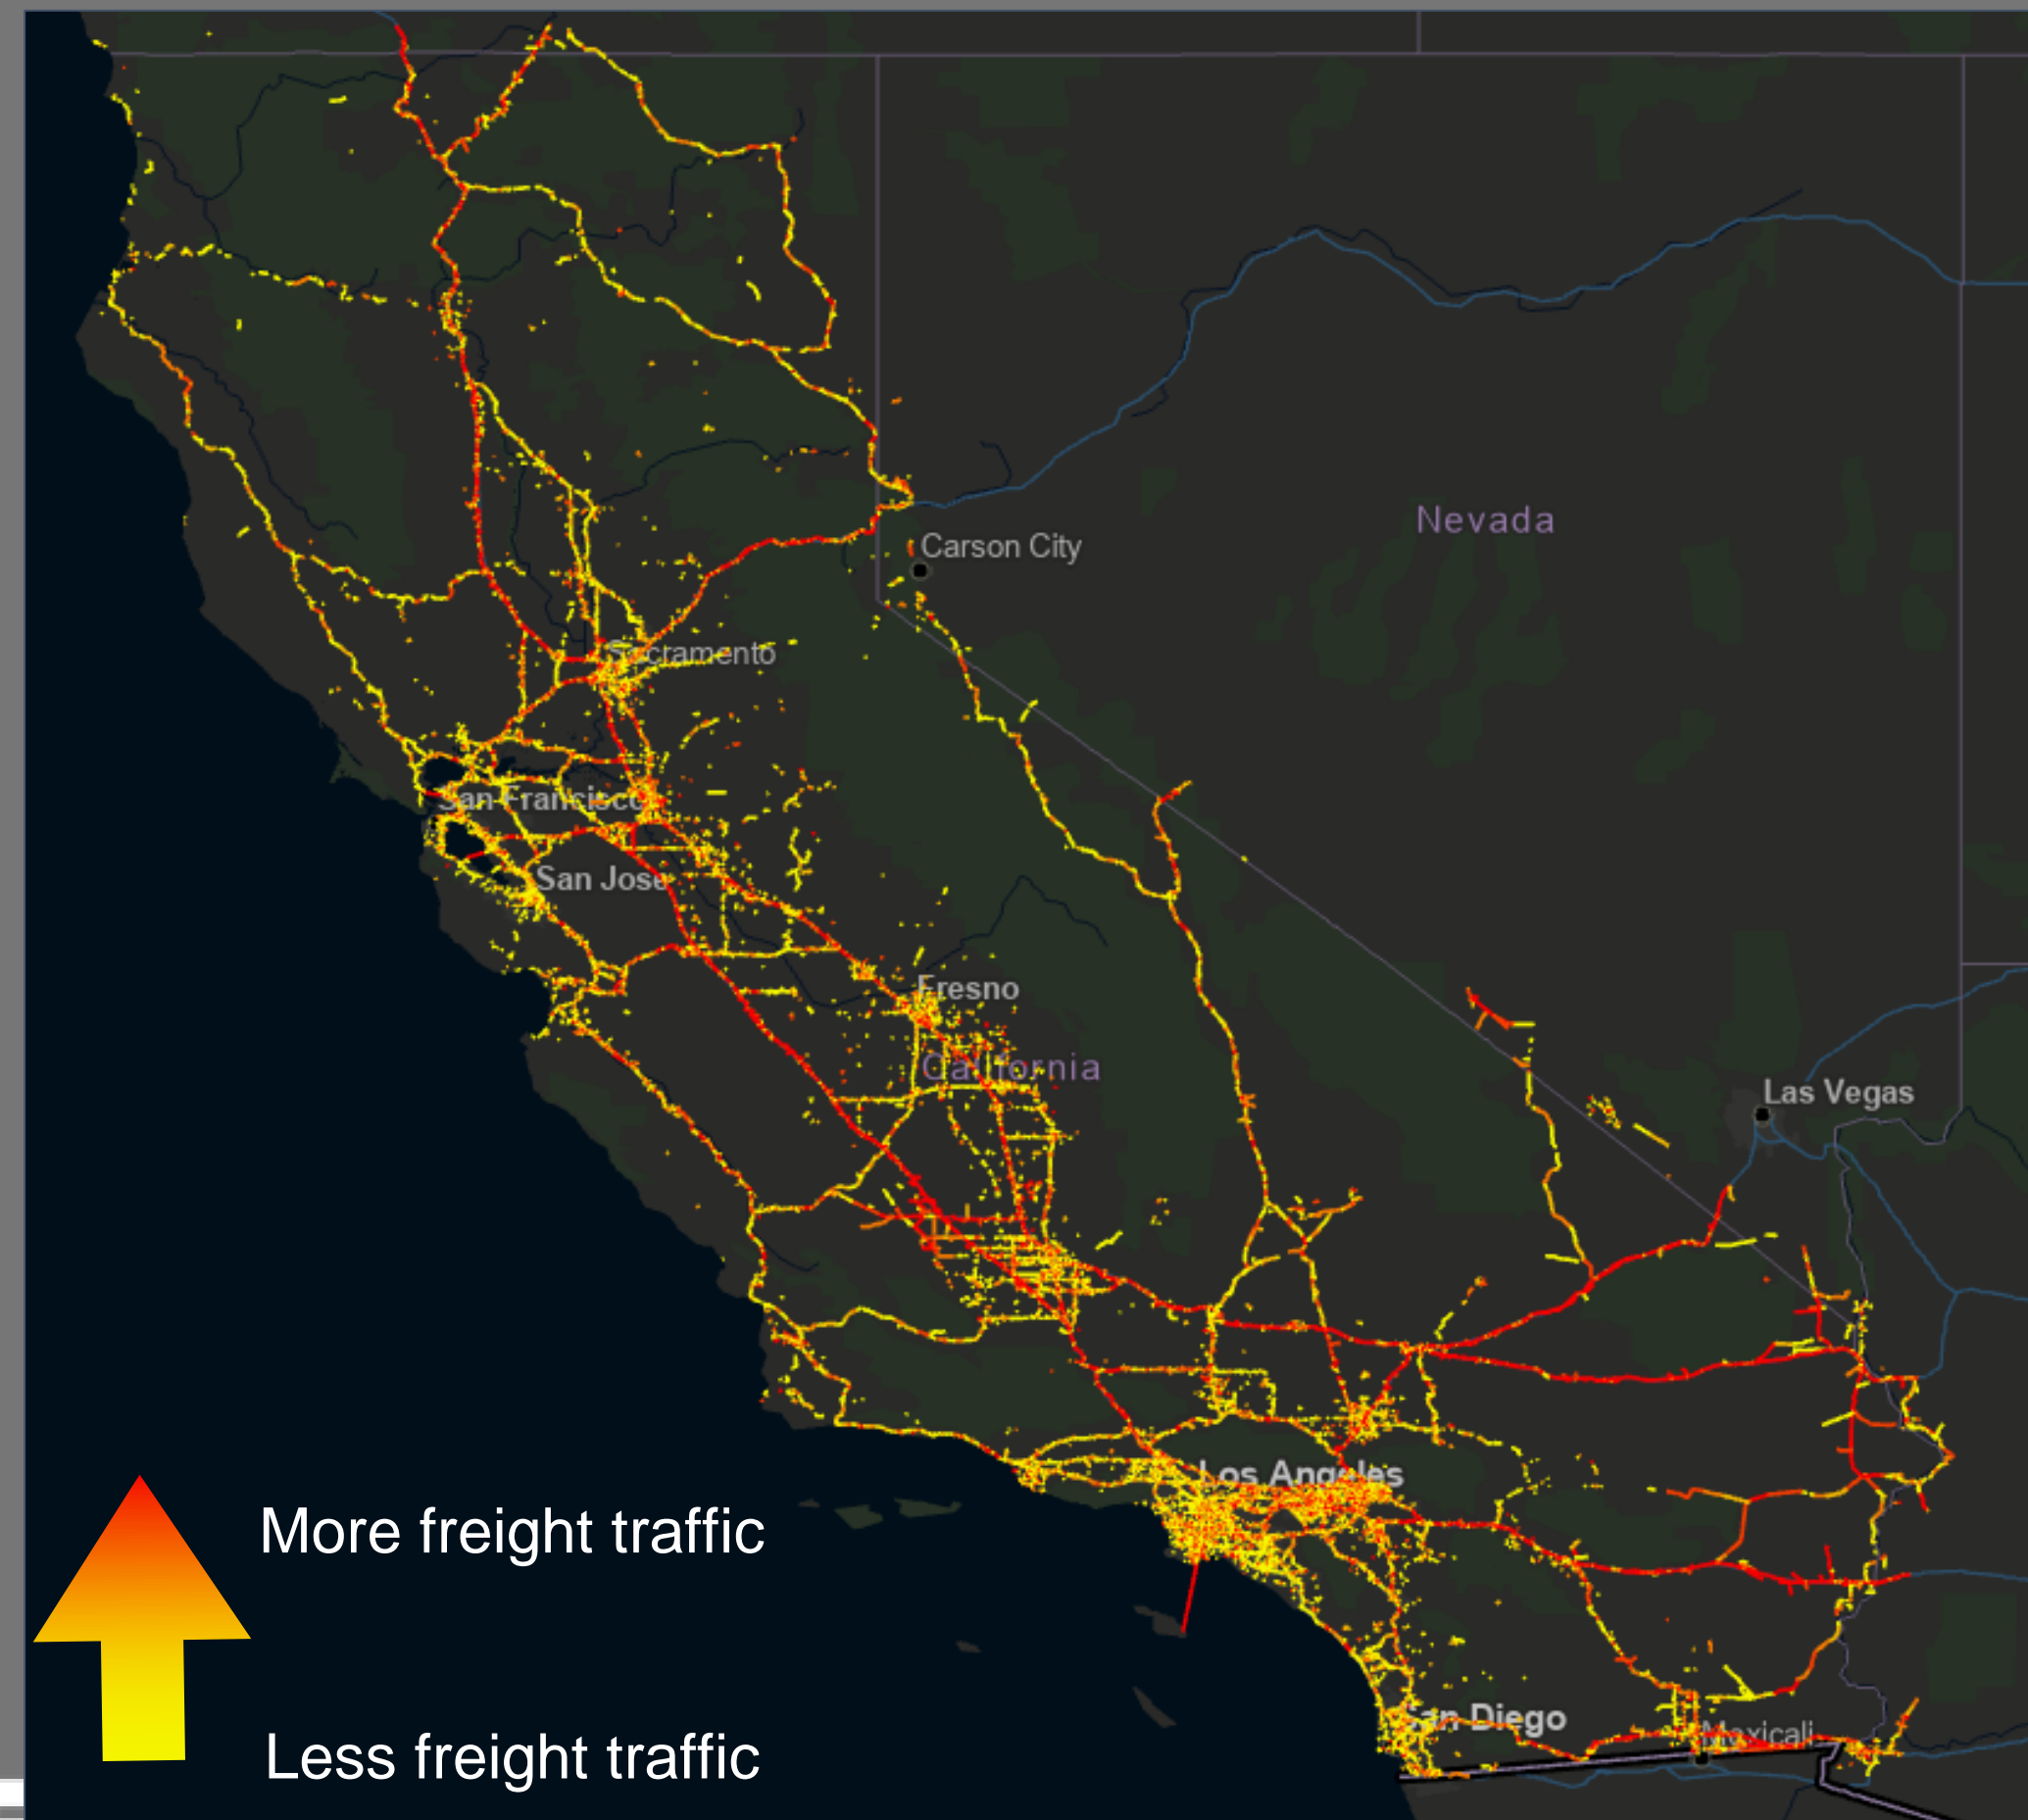 Nevada
Carson City
Sacramento
San Francisco
San Jose
Fresno
California
Las Vegas
Los Angeles
More freight traffic
San Diego
Mexicali
Less freight traffic